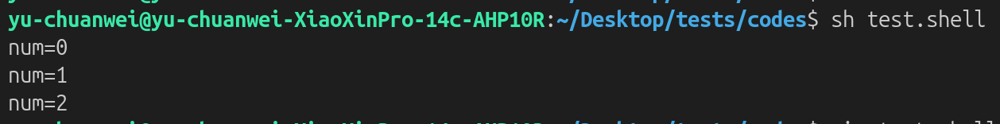 yu-chuanwei@yu-chuanwei-XiaoXinPro-14c-AHP10R:~/Desktop/tests/codes$ sh test.shell
num=0
num=1
num=2